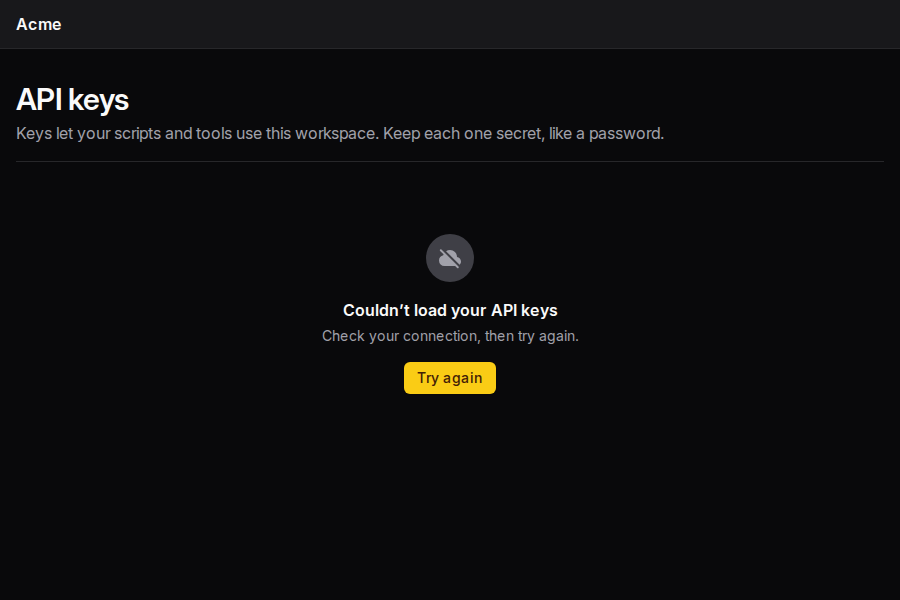 Acme
API keys
Keys let your scripts and tools use this workspace. Keep each one secret, like a password.
Couldn’t load your API keys
Check your connection, then try again.
Try again